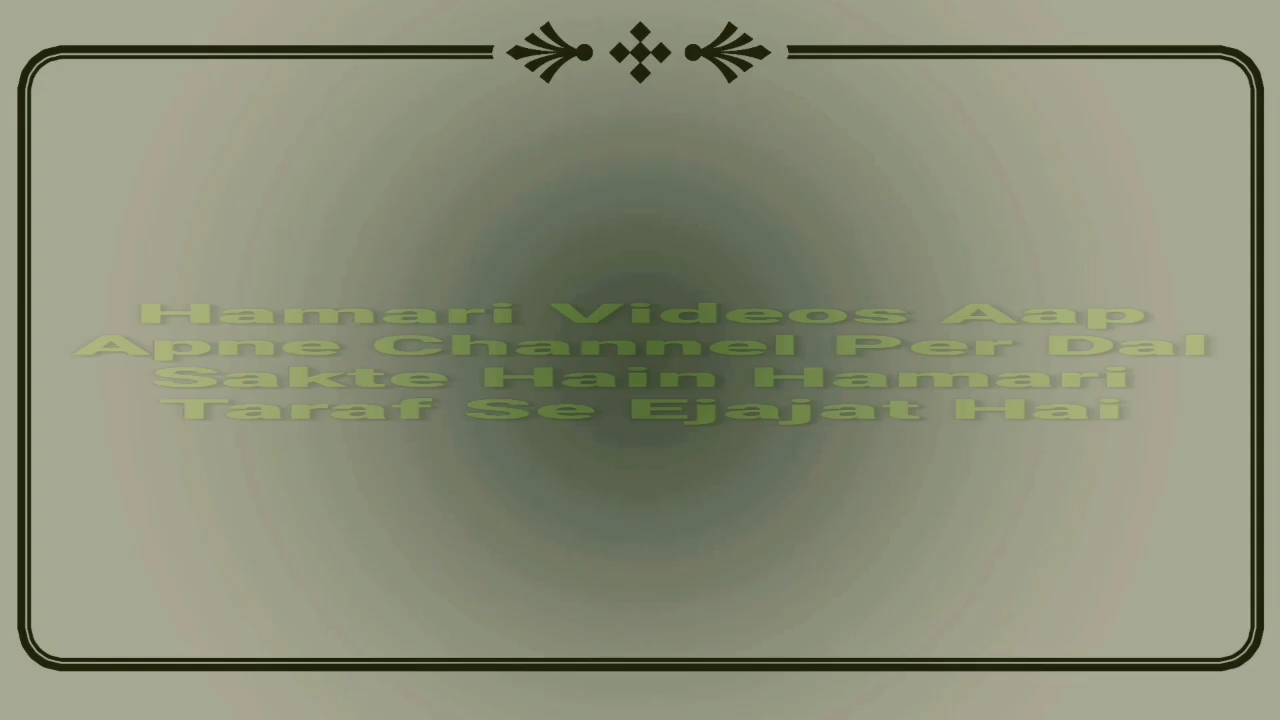 Hamari Videos Aap
Apne Channel Per Dal
Sakte Hain Hamari
Taraf Se Ejajat Hai